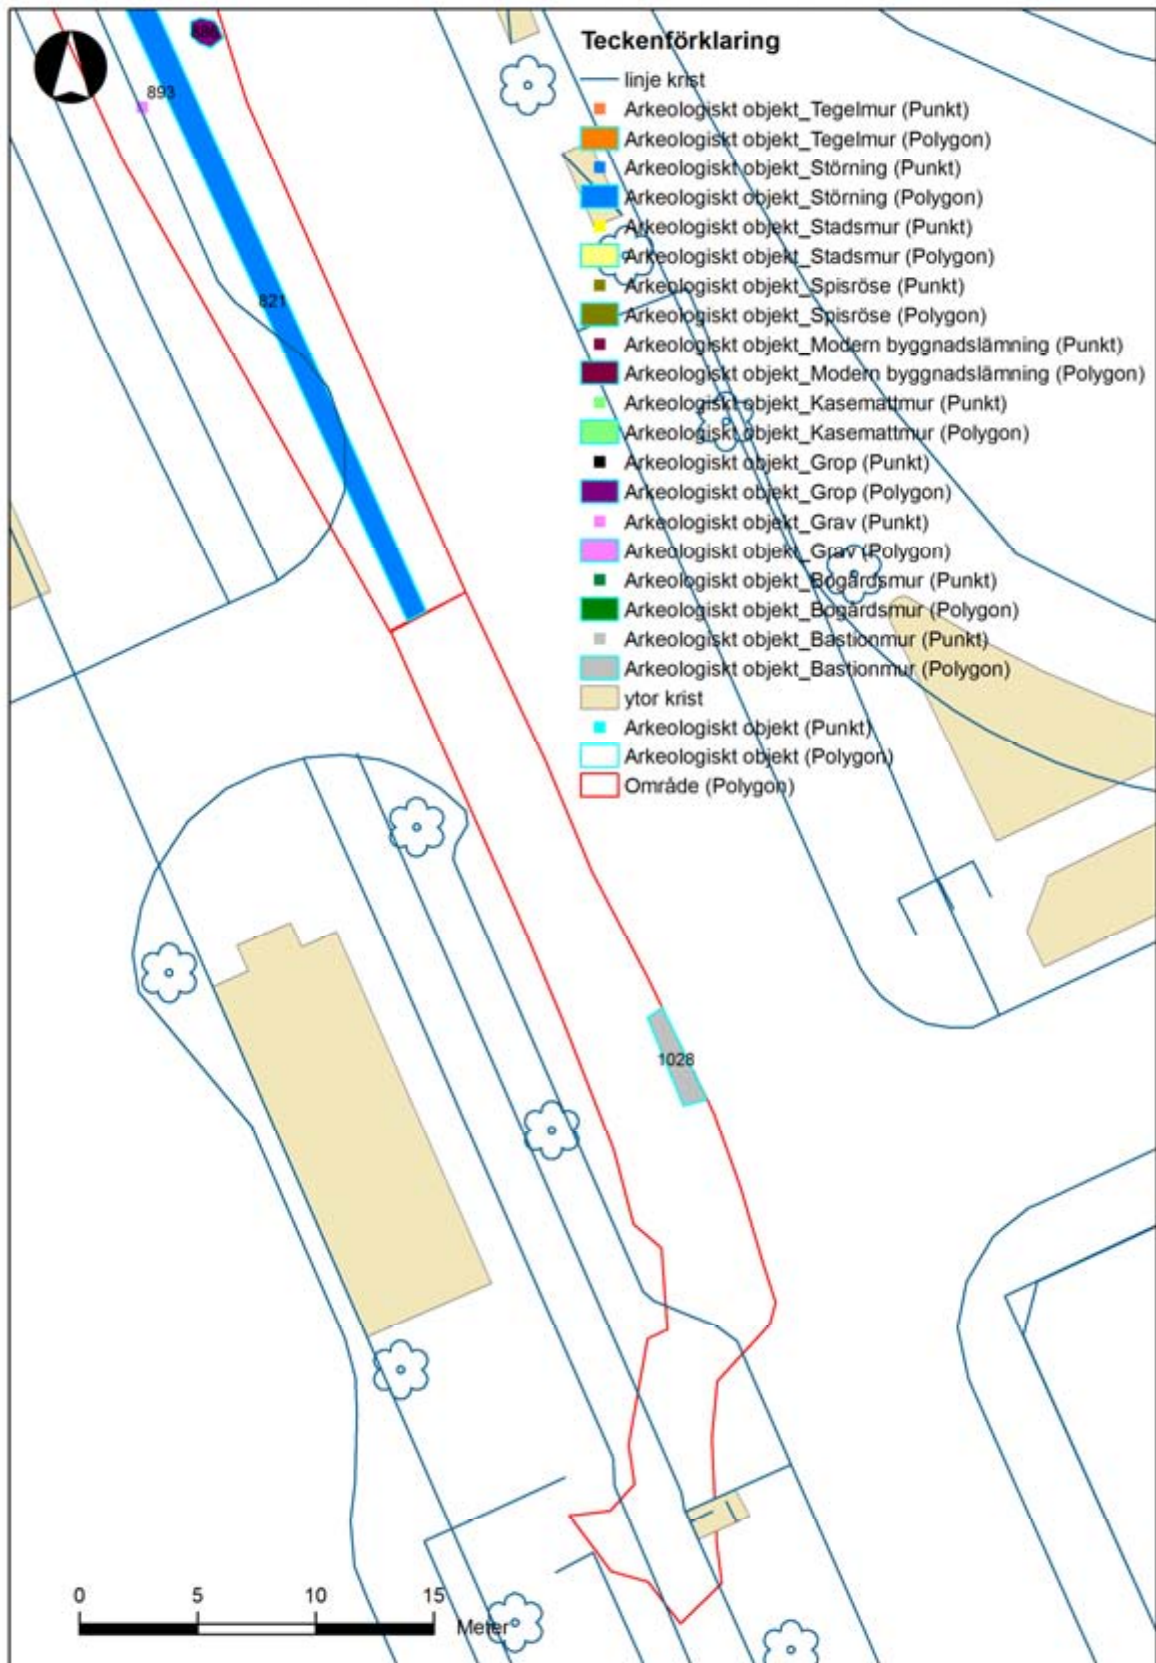 Teckenförklaring
linje krist
Arkeologiskt objekt_Tegelmur (Punkt)
Arkeologiskt objekt_Tegelmur (Polygon)
Arkeologiskt objekt_Störning (Punkt)
Arkeologiskt objekt_Störning (Polygon)
Arkeologiskt objekt_Stadsmur (Punkt)
Arkeologiskt objekt_Stadsmur (Polygon)
Arkeologiskt objekt_Spisröse (Punkt)
Arkeologiskt objekt_Spisröse (Polygon)
Arkeologiskt objekt_Modern byggnadslämning (Punkt)
Arkeologiskt objekt_Modern byggnadslämning (Polygon)
Arkeologiskt objekt_Kasemattmur (Punkt)
Arkeologiskt objekt_Kasemattmur (Polygon)
Arkeologiskt objekt_Grop (Punkt)
Arkeologiskt objekt_Grop (Polygon)
Arkeologiskt objekt_Grav (Punkt)
Arkeologiskt objekt_Grav (Polygon)
Arkeologiskt objekt_Bogårdsmur (Punkt)
Arkeologiskt objekt_Bogårdsmur (Polygon)
Arkeologiskt objekt_Bastionmur (Punkt)
Arkeologiskt objekt_Bastionmur (Polygon)
ytor krist
Arkeologiskt objekt (Punkt)
Arkeologiskt objekt (Polygon)
Område (Polygon)
893
821
1028
0 5 10 15
Meter